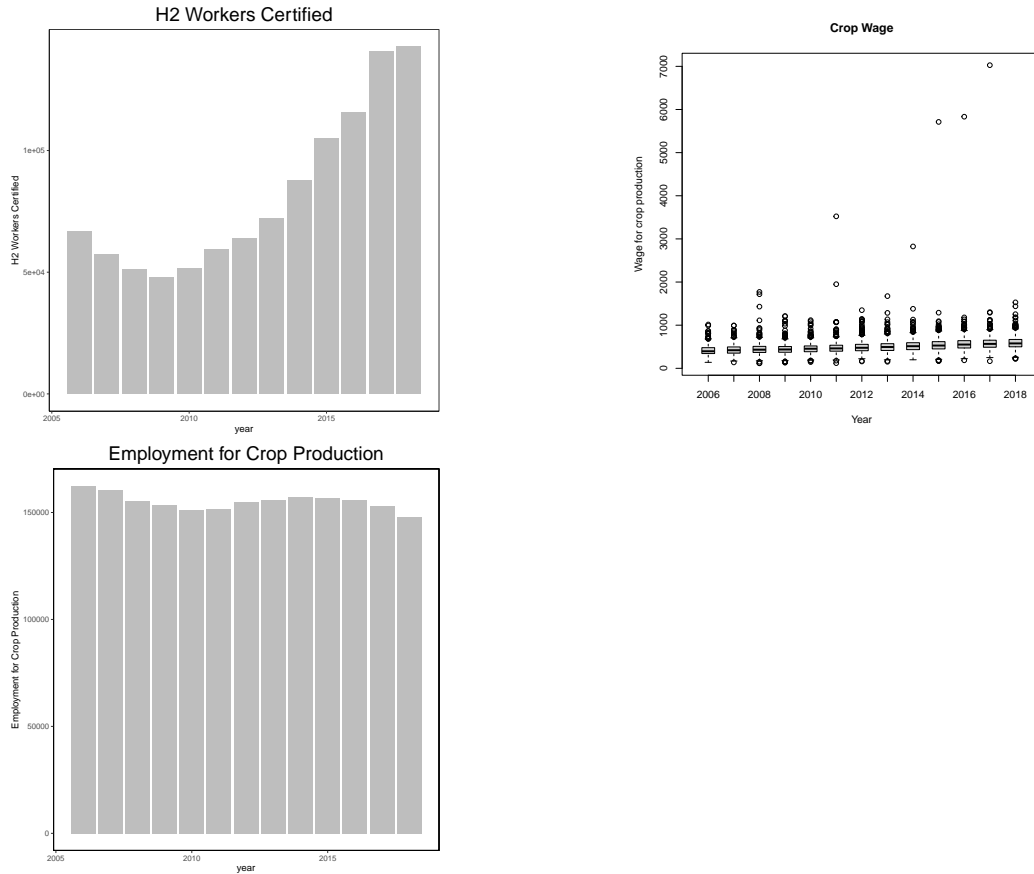 H2 Workers Certified
H2 Workers Certified
1e+05
5e+04
0e+00
2005 2010 2015
year
Crop Wage
Wage for crop production
7000
6000
5000
4000
3000
2000
1000
0
2006 2008 2010 2012 2014 2016 2018
Year
Employment for Crop Production
Employment for Crop Production
150000
100000
50000
0
2005 2010 2015
year